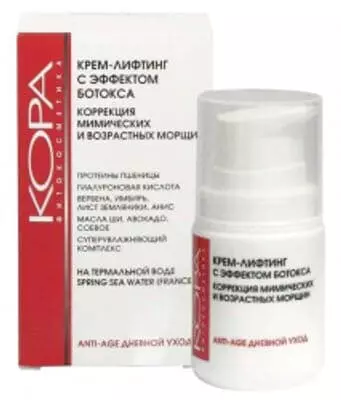 КОРА
ФИТОКОСМЕТИКА
КРЕМ-ЛИФТИНГ
С ЭФФЕКТОМ
БОТОКСА
КОРРЕКЦИЯ
МИМИЧЕСКИХ
И ВОЗРАСТНЫХ МОРЩИ
ПРОТЕИНЫ ПШЕНИЦЫ
ГИАЛУРОНОВАЯ КИСЛОТА
ВЕРБЕНА, ИМБИРЬ,
ЛИСТ ЗЕМЛЯНИКИ, АНИС
МАСЛА ШИ, АВОКАДО,
СОЕВОЕ
СУПЕРУВЛАЖНЯЮЩИЙ
КОМПЛЕКС
НА ТЕРМАЛЬНОЙ ВОДЕ
SPRING SEA WATER (FRANCE
ANTI-AGE ДНЕВНОЙ УХОД
КОРА
КРЕМ-ЛИФТИНГ
С ЭФФЕКТОМ БОТОКСА
КОРРЕКЦИЯ МИМИЧЕСКИХ
И ВОЗРАСТНЫХ МОРЩИН
ANTI-AGE ДНЕВНОЙ УХОД